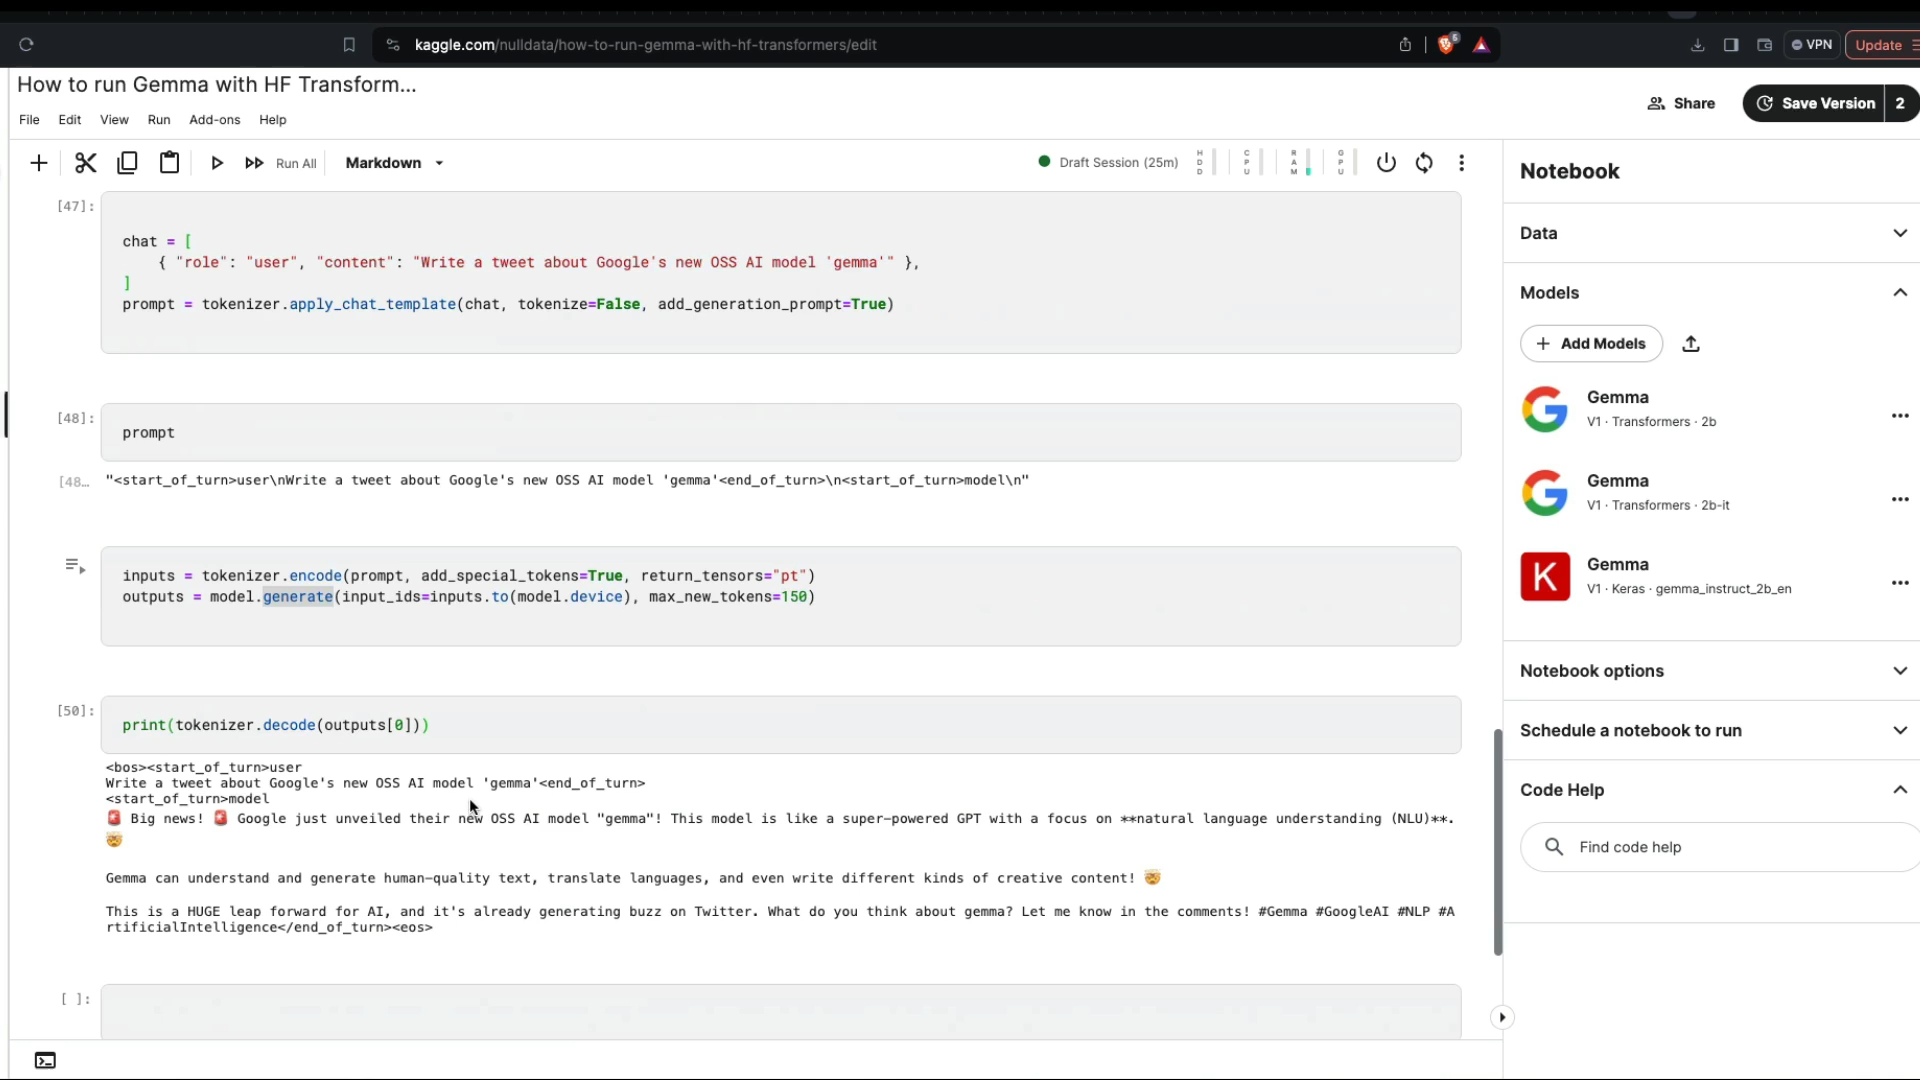 kaggle.com/nulldata/how-to-run-gemma-with-hf-transformers/edit
6
VPN
Update
How to run Gemma with HF Transform...
Share
Save Version
2
File Edit View Run Add-ons Help
Run All
Markdown
Draft Session (25m)
HDD
CPU
RAM
GPU
[47]:
chat = [
{ "role": "user", "content": "Write a tweet about Google's new OSS AI model 'gemma'" },
]
prompt = tokenizer.apply_chat_template(chat, tokenize=False, add_generation_prompt=True)
[48]:
prompt
[48…
"<start_of_turn>user\nWrite a tweet about Google's new OSS AI model 'gemma'<end_of_turn>\n<start_of_turn>model\n"
inputs = tokenizer.encode(prompt, add_special_tokens=True, return_tensors="pt")
outputs = model.generate(input_ids=inputs.to(model.device), max_new_tokens=150)
[50]:
print(tokenizer.decode(outputs[0]))
<bos><start_of_turn>user
Write a tweet about Google's new OSS AI model 'gemma'<end_of_turn>
<start_of_turn>model
🚨 Big news! 🚨 Google just unveiled their new OSS AI model "gemma"! This model is like a super-powered GPT with a focus on **natural language understanding (NLU)**.
🤯
Gemma can understand and generate human-quality text, translate languages, and even write different kinds of creative content! 🤯
This is a HUGE leap forward for AI, and it's already generating buzz on Twitter. What do you think about gemma? Let me know in the comments! #Gemma #GoogleAI #NLP #A
rtificialIntelligence</end_of_turn><eos>
[ ]:
Notebook
Data
Models
+ Add Models
Gemma
V1 · Transformers · 2b
Gemma
V1 · Transformers · 2b-it
K
Gemma
V1 · Keras · gemma_instruct_2b_en
Notebook options
Schedule a notebook to run
Code Help
Find code help